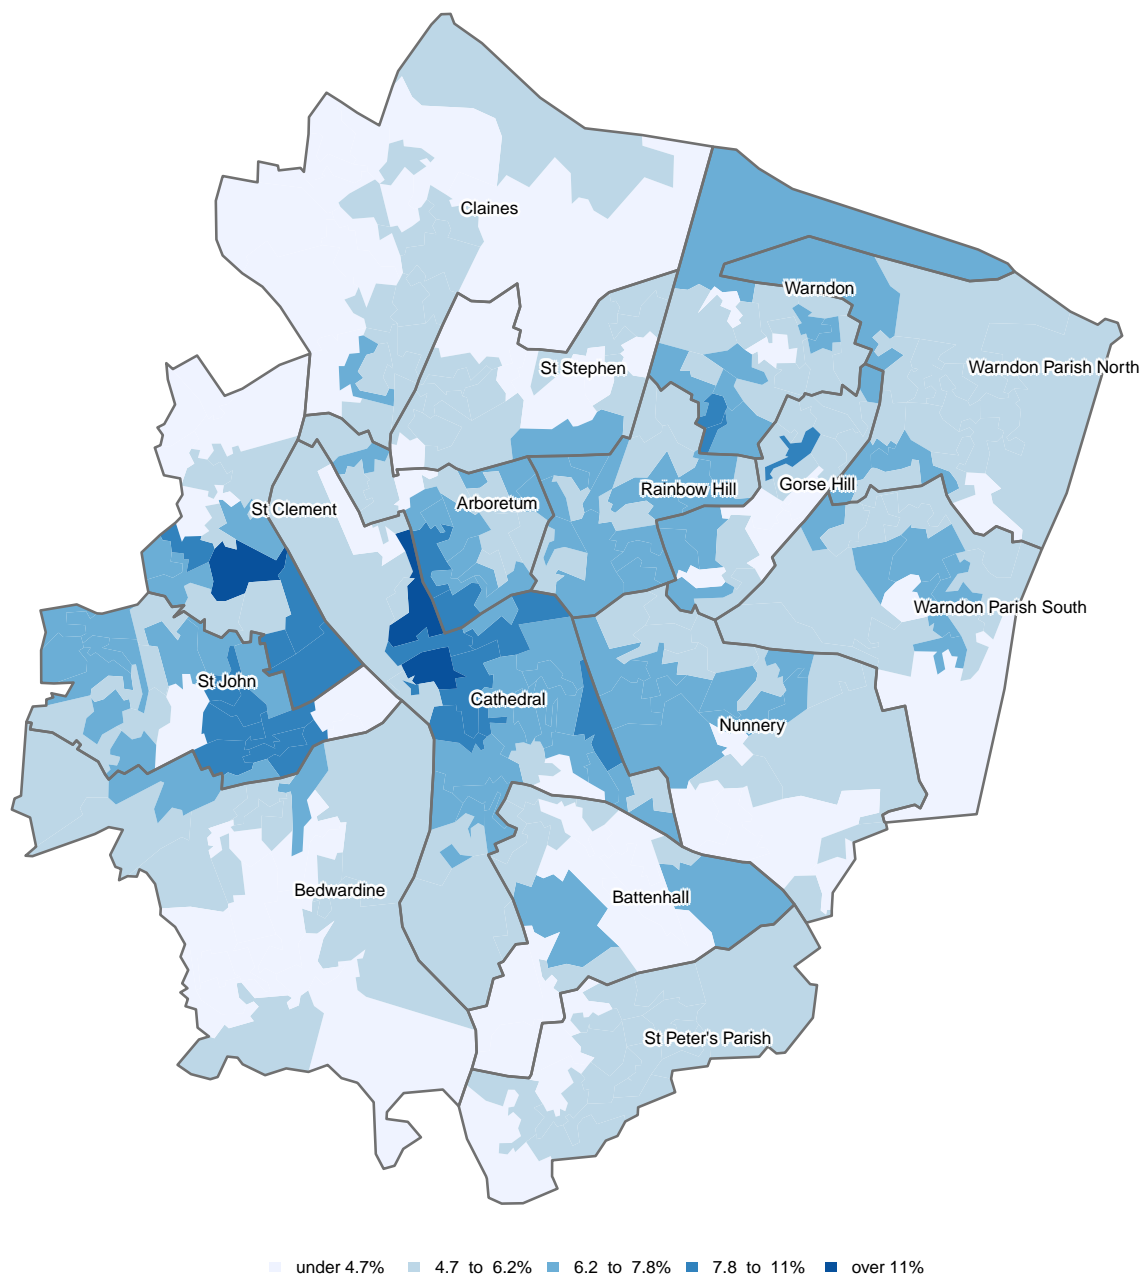 Claines
Warndon
St Stephen
Warndon Parish North
Rainbow Hill
Gorse Hill
Arboretum
St Clement
Warndon Parish South
St John
Cathedral
Nunnery
Bedwardine
Battenhall
St Peter's Parish
under 4.7% 4.7 to 6.2% 6.2 to 7.8% 7.8 to 11% over 11%